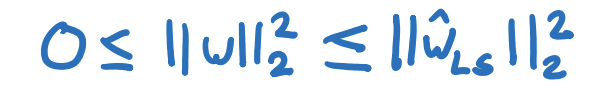 0 ≤ ||w||₂² ≤ ||ŵ_LS||₂²